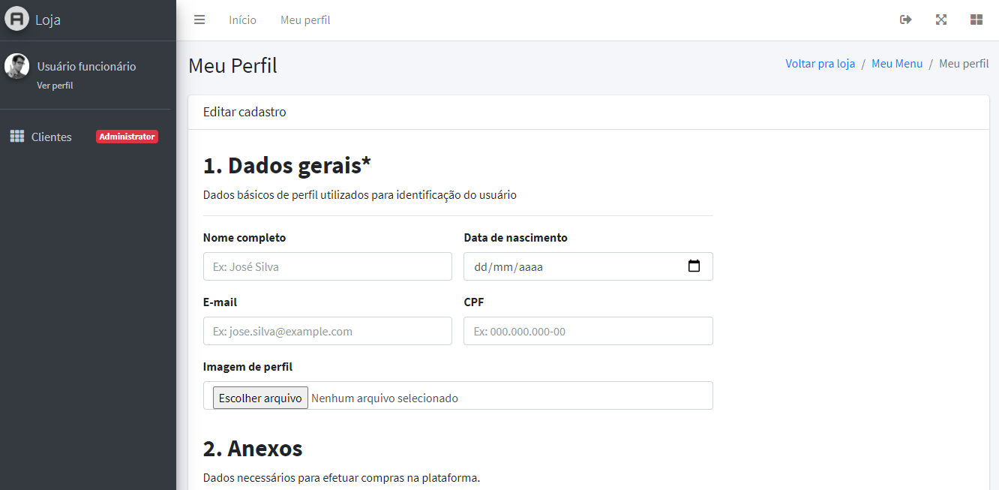 Loja
Início Meu perfil
Usuário funcionário
Ver perfil
Clientes Administrator
Meu Perfil
Voltar pra loja / Meu Menu / Meu perfil
Editar cadastro
1. Dados gerais*
Dados básicos de perfil utilizados para identificação do usuário
Nome completo Data de nascimento
Ex: José Silva dd/mm/aaaa
E-mail CPF
Ex: jose.silva@example.com Ex: 000.000.000-00
Imagem de perfil
Escolher arquivo Nenhum arquivo selecionado
2. Anexos
Dados necessários para efetuar compras na plataforma.